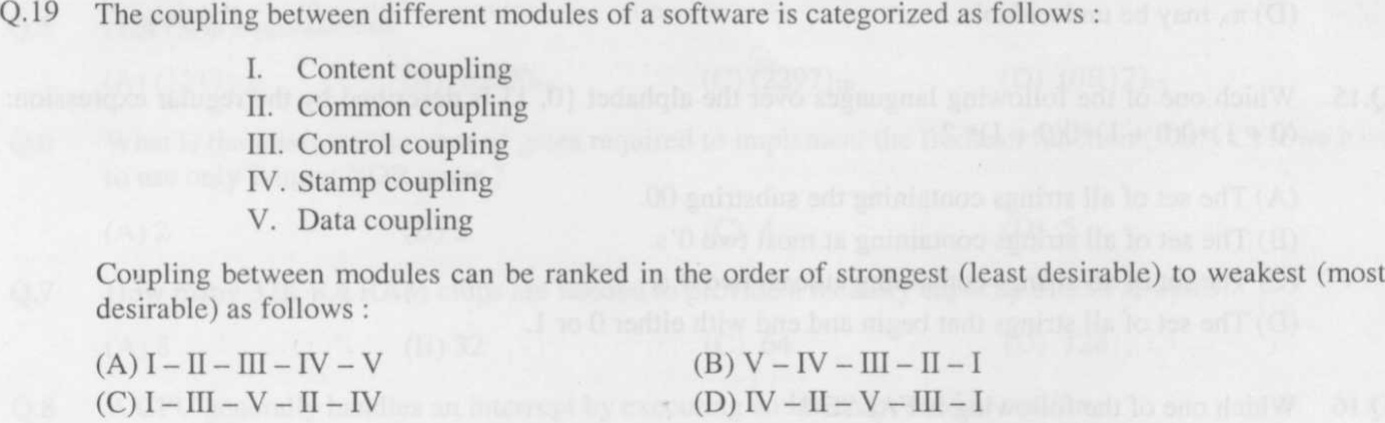 Q.19 The coupling between different modules of a software is categorized as follows :
I. Content coupling
II. Common coupling
III. Control coupling
IV. Stamp coupling
V. Data coupling
Coupling between modules can be ranked in the order of strongest (least desirable) to weakest (most
desirable) as follows :
(A) I – II – III – IV – V (B) V – IV – III – II – I
(C) I – III – V – II – IV (D) IV – II – V – III – I